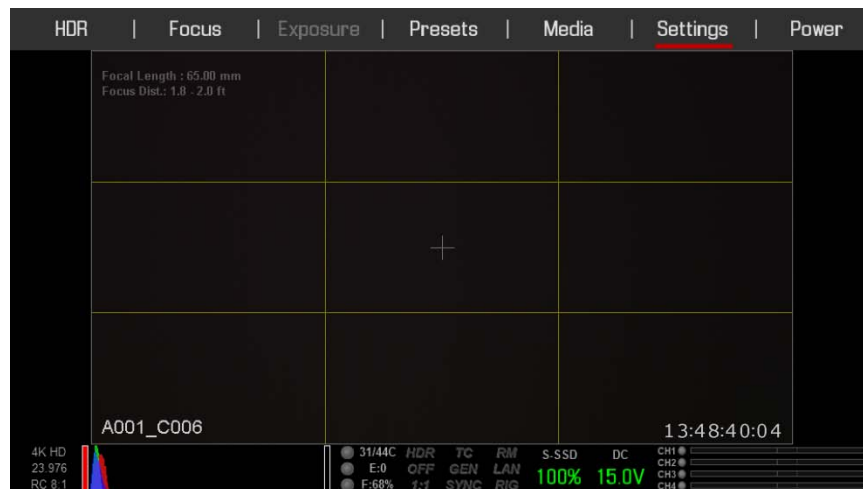 HDR | Focus | Exposure | Presets | Media | Settings | Power
Focal Length : 65.00 mm
Focus Dist.: 1.8 - 2.0 ft
A001_C006
13:48:40:04
4K HD
23.976
RC 8:1
31/44C HDR TC RM
E:0 OFF GEN LAN
F:68% 1:1 SYNC RIG
S-SSD DC
100% 15.0V
CH1
CH2
CH3
CH4